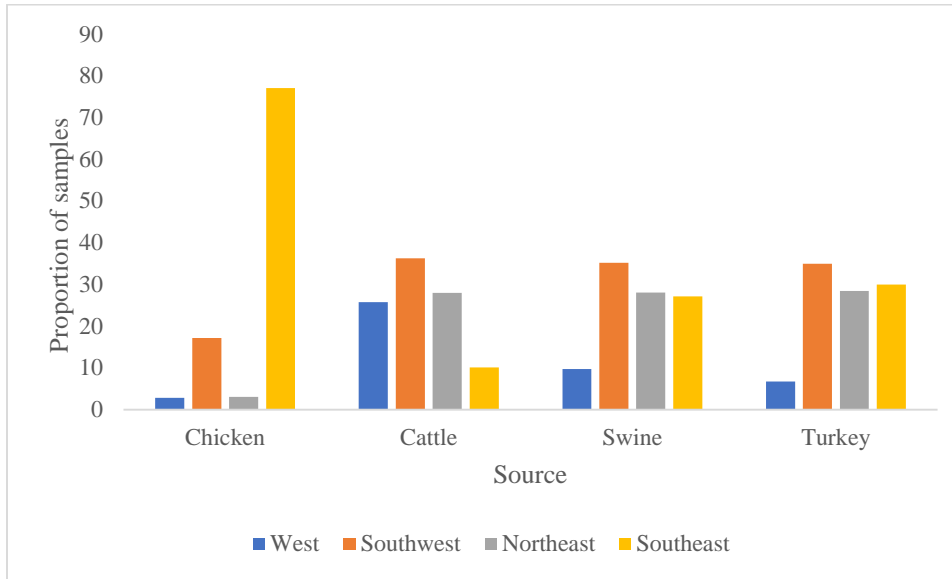 90
80
70
60
50
40
30
20
10
0
Proportion of samples
Chicken Cattle Swine Turkey
Source
West Southwest Northeast Southeast